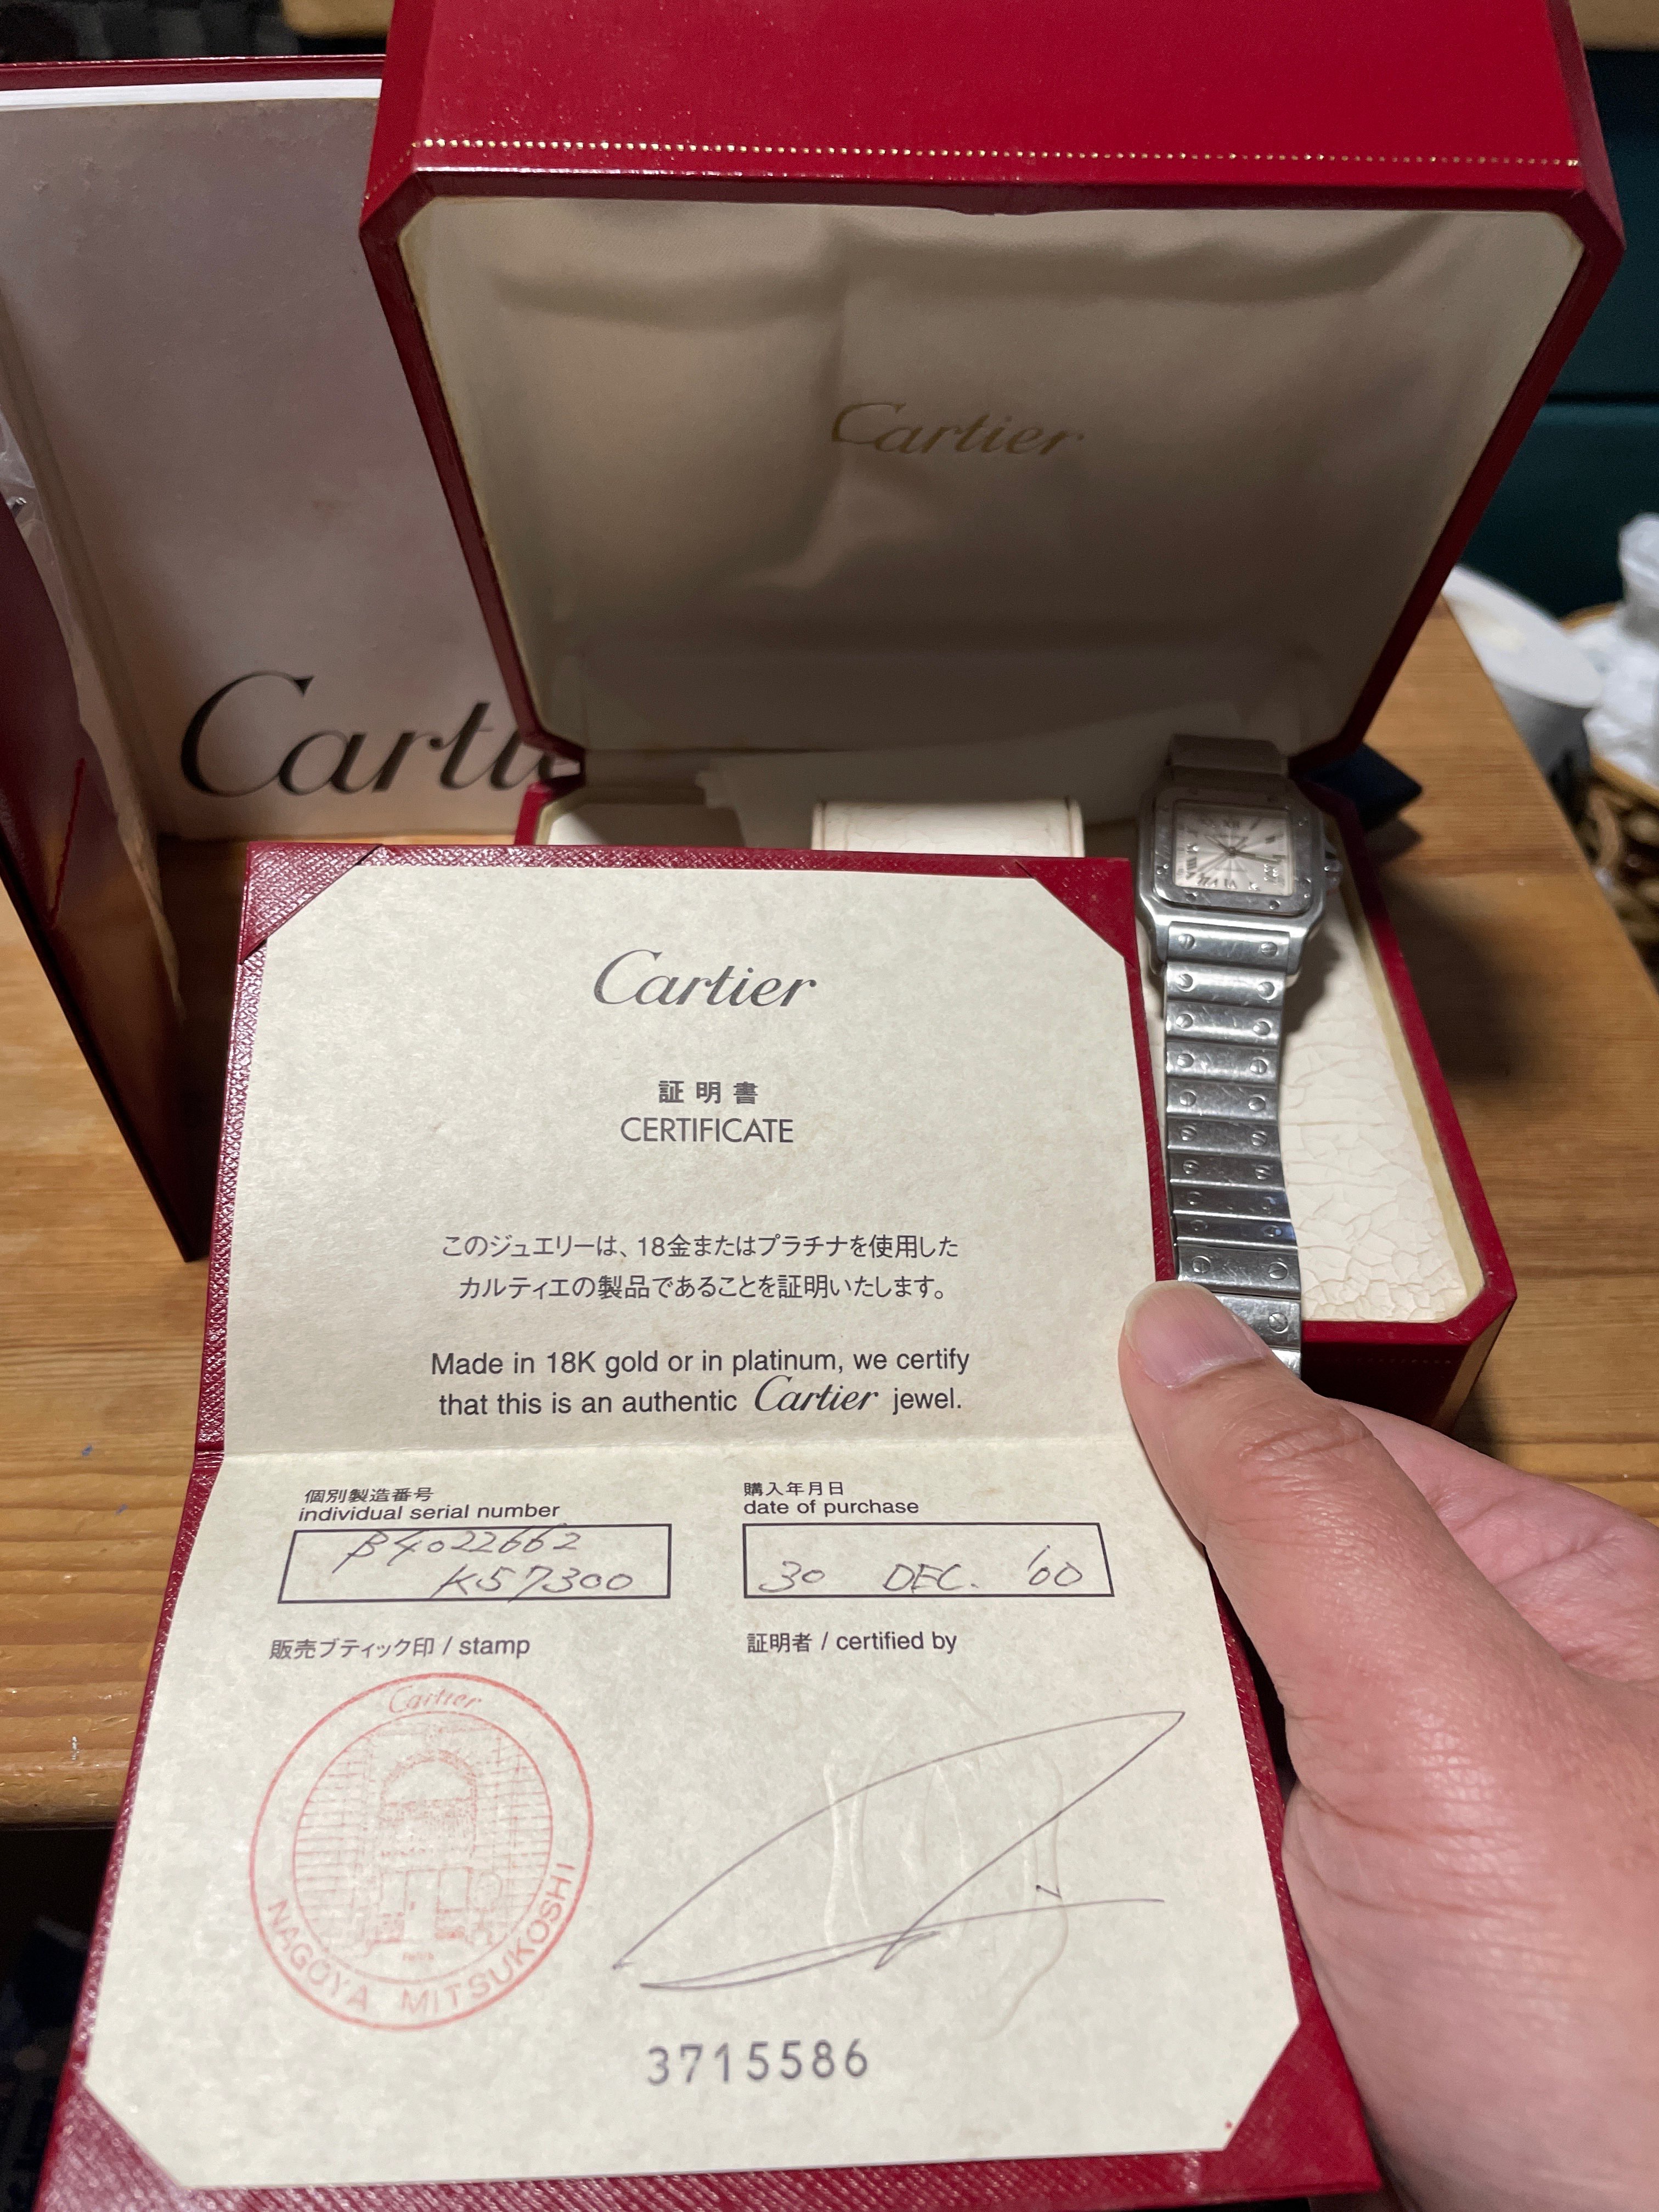 Cartier
Cartie
Cartier
証明書
CERTIFICATE
このジュエリーは、18金またはプラチナを使用した
カルティエの製品であることを証明いたします。
Made in 18K gold or in platinum, we certify
that this is an authentic Cartier jewel.
個別製造番号
individual serial number
B4022662
K57300
購入年月日
date of purchase
30 DEC. '00
販売ブティック印 / stamp
証明者 / certified by
Cartier
NAGOYA MITSUKOSHI
3715586